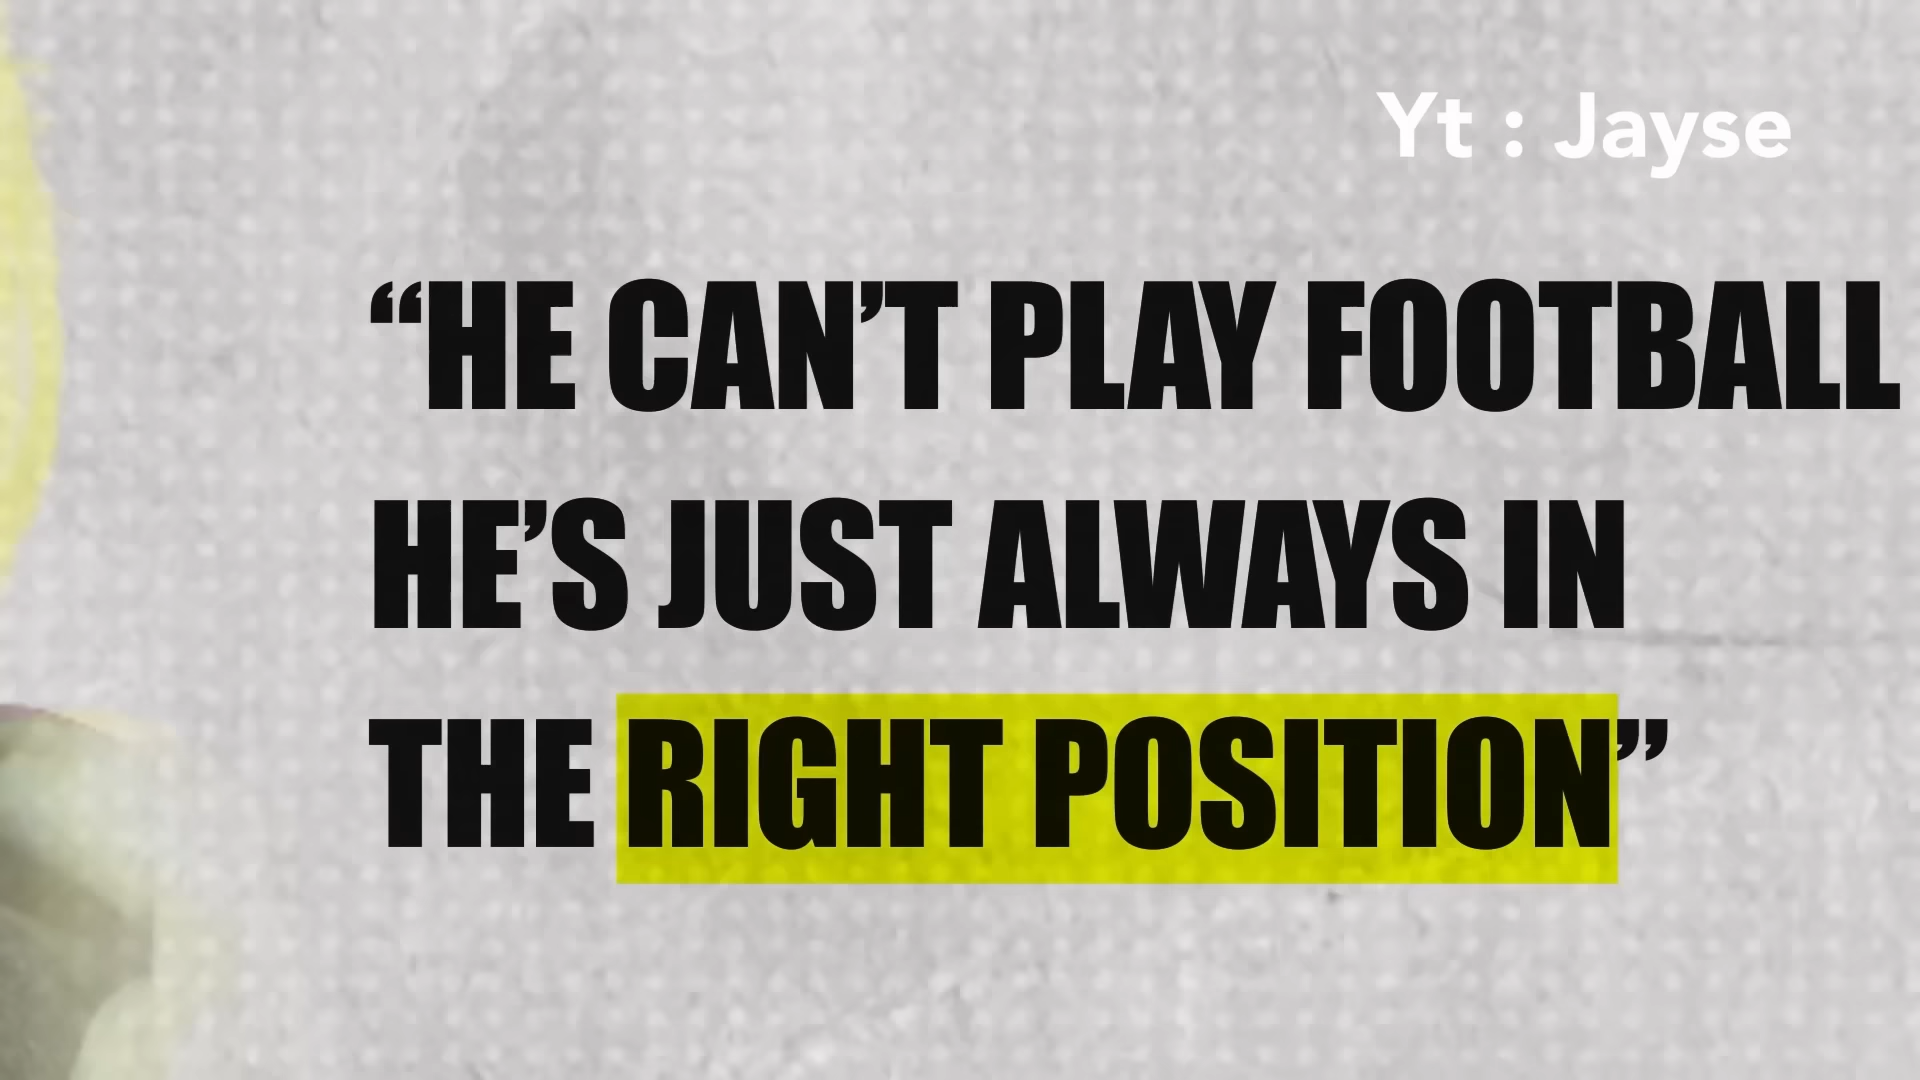 Yt : Jayse
“HE CAN’T PLAY FOOTBALL
HE’S JUST ALWAYS IN
THE RIGHT POSITION”